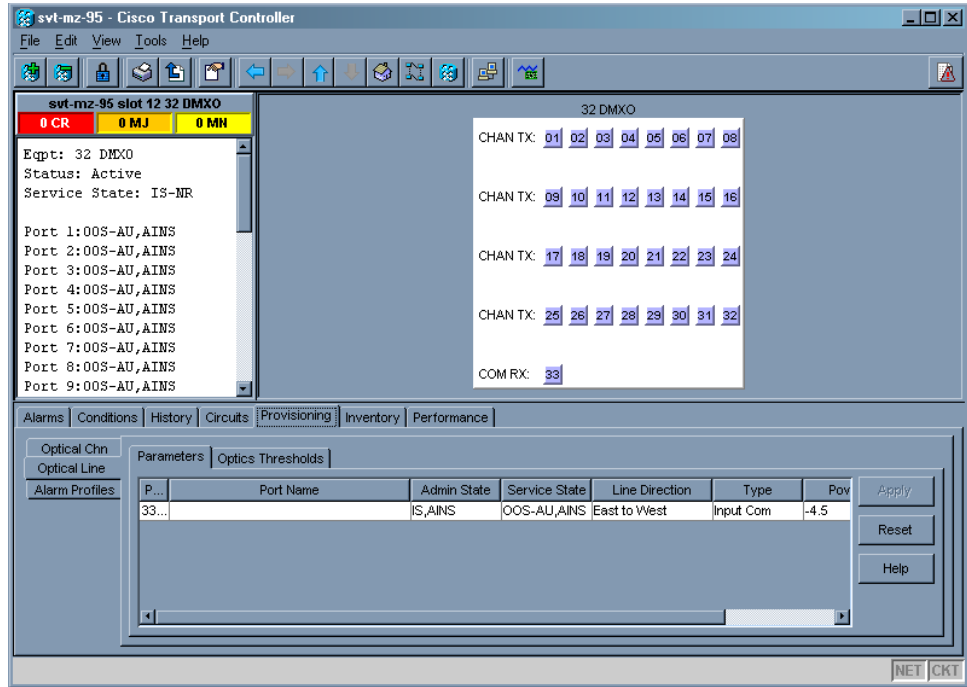 svt-mz-95 - Cisco Transport Controller
File Edit View Tools Help
svt-mz-95 slot 12 32 DMXO
0 CR 0 MJ 0 MN
Eqpt: 32 DMXO
Status: Active
Service State: IS-NR
Port 1:OOS-AU,AINS
Port 2:OOS-AU,AINS
Port 3:OOS-AU,AINS
Port 4:OOS-AU,AINS
Port 5:OOS-AU,AINS
Port 6:OOS-AU,AINS
Port 7:OOS-AU,AINS
Port 8:OOS-AU,AINS
Port 9:OOS-AU,AINS
32 DMXO
CHAN TX: 01 02 03 04 05 06 07 08
CHAN TX: 09 10 11 12 13 14 15 16
CHAN TX: 17 18 19 20 21 22 23 24
CHAN TX: 25 26 27 28 29 30 31 32
COM RX: 33
Alarms Conditions History Circuits Provisioning Inventory Performance
Optical Chn
Optical Line
Alarm Profiles
Parameters Optics Thresholds
P... Port Name Admin State Service State Line Direction Type Pov
33... IS,AINS OOS-AU,AINS East to West Input Com -4.5
Apply
Reset
Help
NET CKT